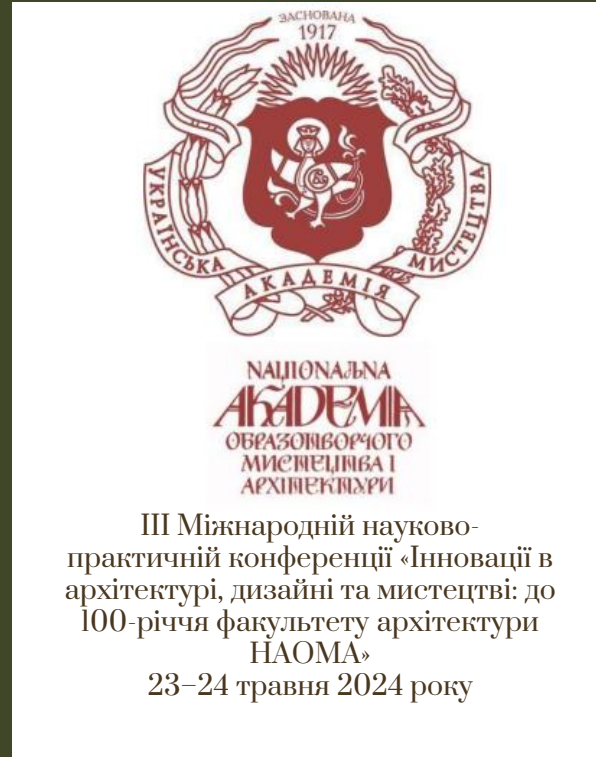 ЗАСНОВАНА
1917
УКРАЇНСЬКА
АКАДЕМІЯ
МИСТЕЦТВА
НАЦІОНАЛЬНА
АКАДЕМІЯ
ОБРАЗОТВОРЧОГО
МИСТЕЦТВА І
АРХІТЕКТУРИ
III Міжнародній науково-
практичній конференції «Інновації в
архітектурі, дизайні та мистецтві: до
100-річчя факультету архітектури
НАОМА»
23–24 травня 2024 року